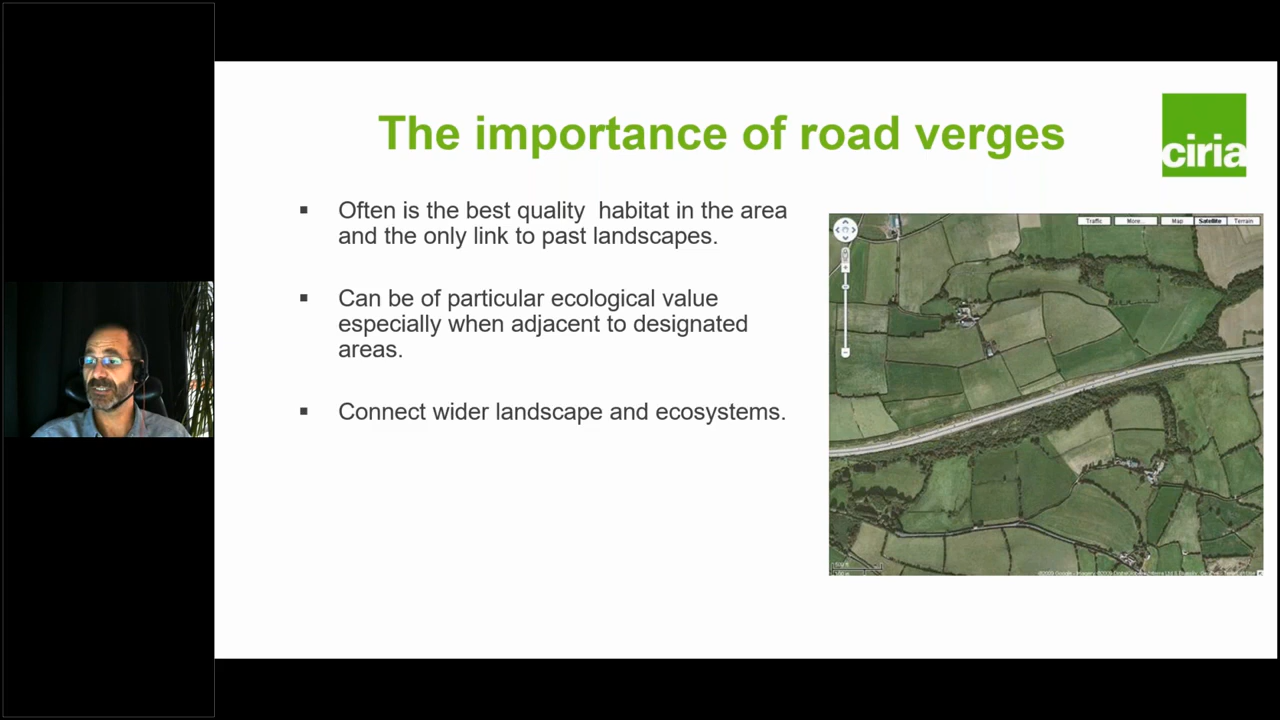 The importance of road verges
ciria
▪ Often is the best quality  habitat in the area
and the only link to past landscapes.
▪ Can be of particular ecological value
especially when adjacent to designated
areas.
▪ Connect wider landscape and ecosystems.
Traffic More... Map Satellite Terrain